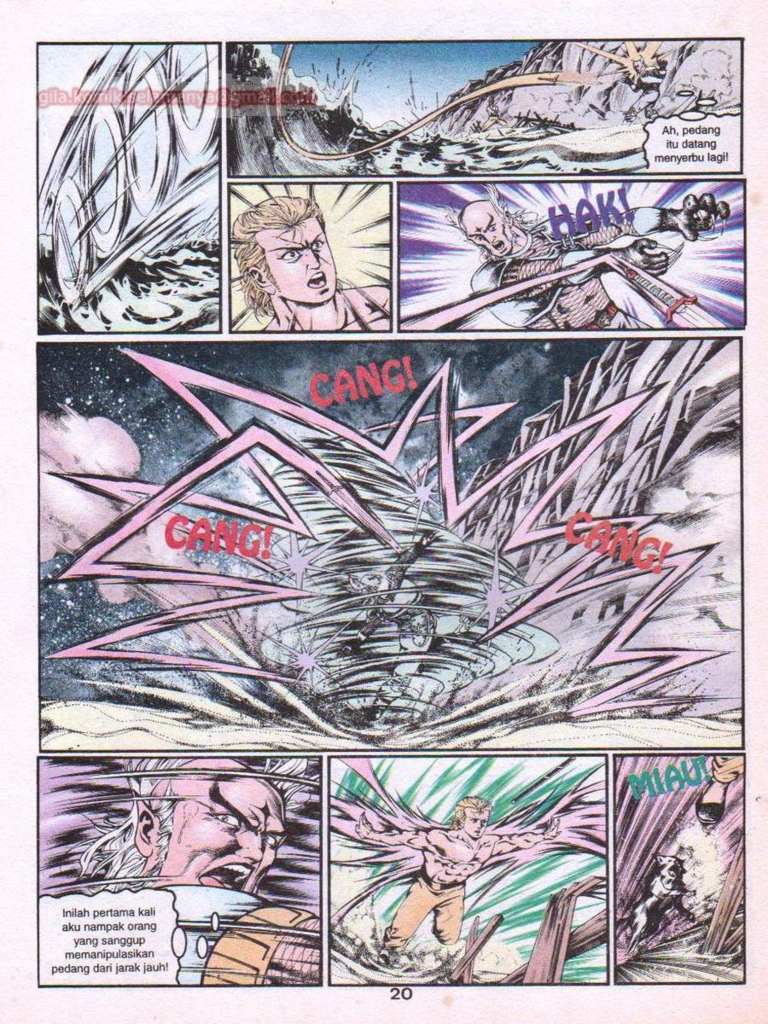 Ah, pedang
itu datang
menyerbu lagi!
HAK!
CANG!
CANG!
CANG!
Inilah pertama kali
aku nampak orang
yang sanggup
memanipulasikan
pedang dari jarak jauh!
MIAU!
20